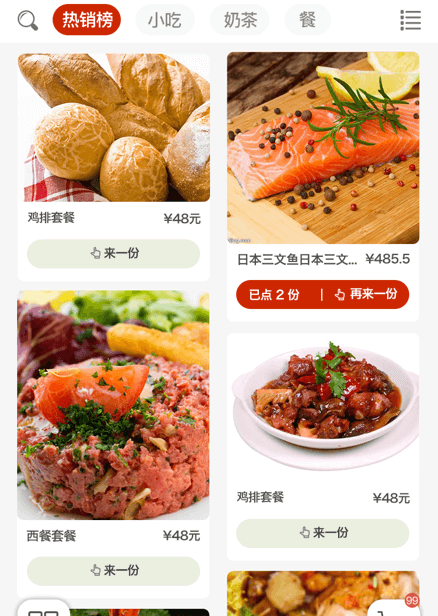 热销榜
小吃
奶茶
餐
鸡排套餐
¥48元
来一份
日本三文鱼日本三文...
¥485.5
已点 2 份 | 再来一份
西餐套餐
¥48元
来一份
鸡排套餐
¥48元
来一份
99